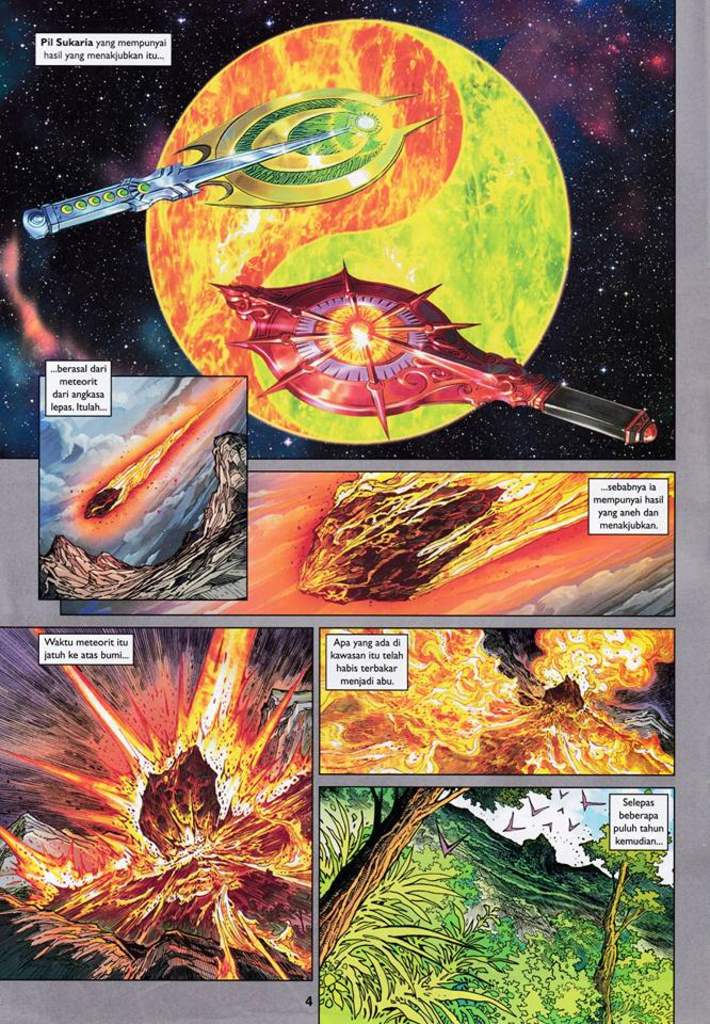 Pil Sukaria yang mempunyai
hasil yang menakjubkan itu...
...berasal dari
meteorit
dari angkasa
lepas. Itulah...
...sebabnya ia
mempunyai hasil
yang aneh dan
menakjubkan.
Waktu meteorit itu
jatuh ke atas bumi...
Apa yang ada di
kawasan itu telah
habis terbakar
menjadi abu.
Selepas
beberapa
puluh tahun
kemudian...
4